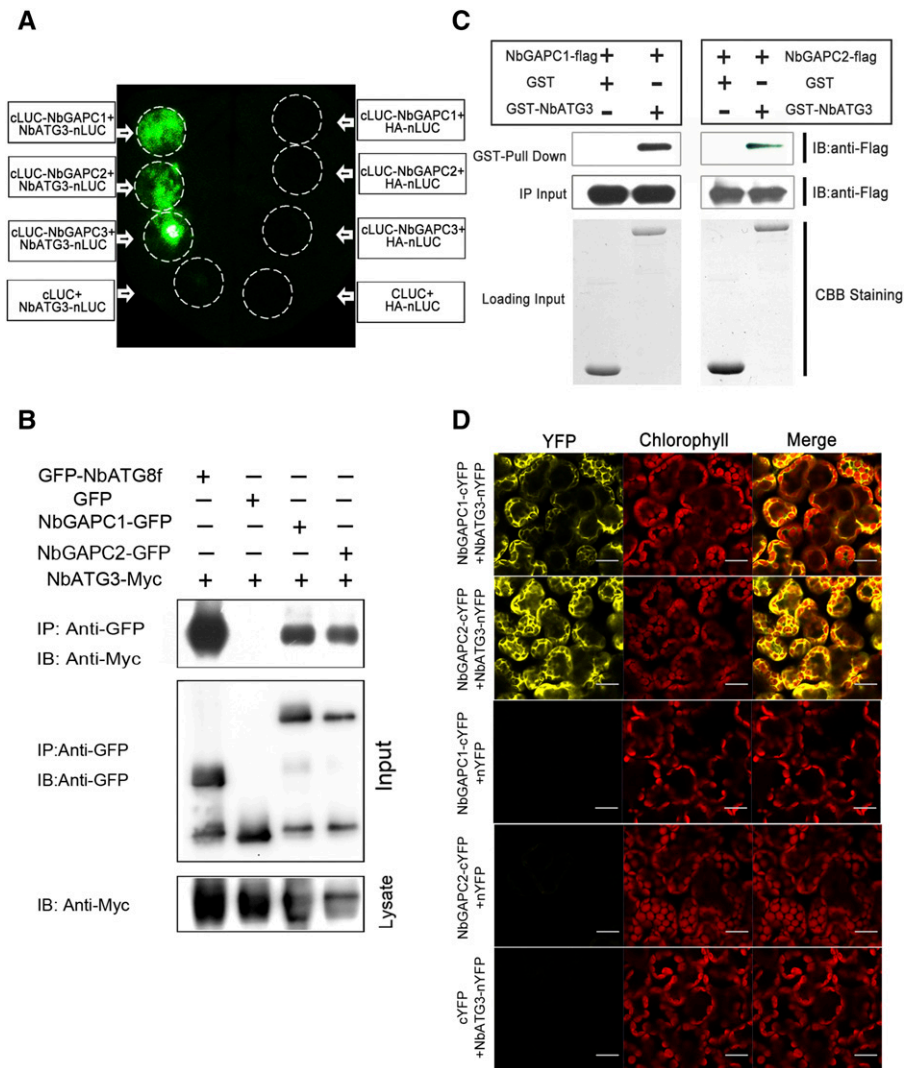 A
cLUC-NbGAPC1+
NbATG3-nLUC
cLUC-NbGAPC2+
NbATG3-nLUC
cLUC-NbGAPC3+
NbATG3-nLUC
cLUC+
NbATG3-nLUC
cLUC-NbGAPC1+
HA-nLUC
cLUC-NbGAPC2+
HA-nLUC
cLUC-NbGAPC3+
HA-nLUC
CLUC+
HA-nLUC
B
GFP-NbATG8f + − − −
GFP − + − −
NbGAPC1-GFP − − + −
NbGAPC2-GFP − − − +
NbATG3-Myc + + + +
IP: Anti-GFP
IB: Anti-Myc
IP:Anti-GFP
IB:Anti-GFP
Input
IB: Anti-Myc
Lysate
C
NbGAPC1-flag + + + + NbGAPC2-flag
GST + − + − GST
GST-NbATG3 − + − + GST-NbATG3
GST-Pull Down
IB:anti-Flag
IP Input
IB:anti-Flag
Loading Input
CBB Staining
D
YFP Chlorophyll Merge
NbGAPC1-cYFP
+NbATG3-nYFP
NbGAPC2-cYFP
+NbATG3-nYFP
NbGAPC1-cYFP
+nYFP
NbGAPC2-cYFP
+nYFP
cYFP
+NbATG3-nYFP